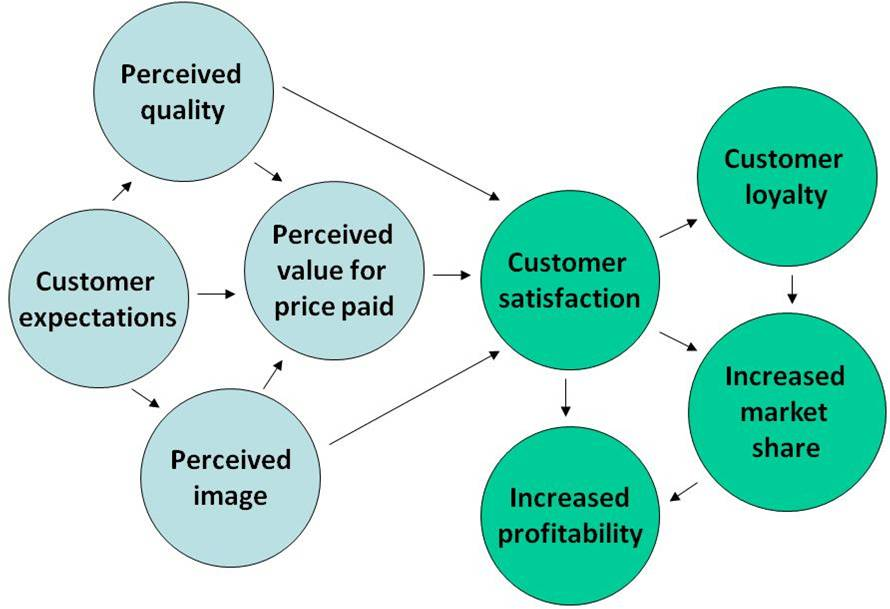 Perceived
quality
Customer
expectations
Perceived
value for
price paid
Perceived
image
Customer
satisfaction
Customer
loyalty
Increased
market
share
Increased
profitability